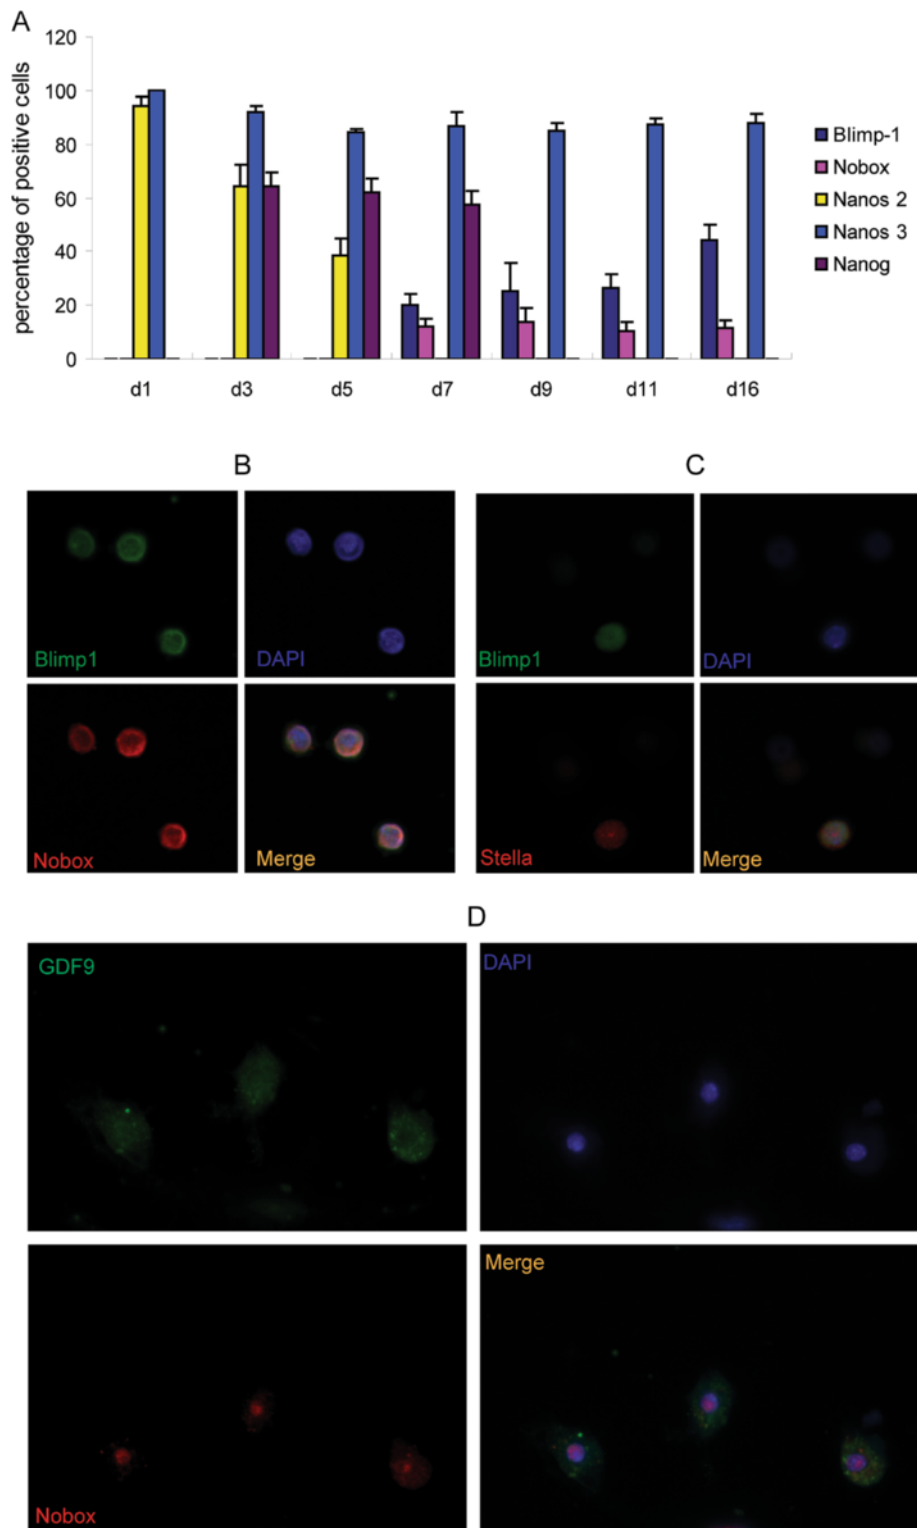 A
120
100
80
60
40
20
0
percentage of positive cells
d1 d3 d5 d7 d9 d11 d16
Blimp-1
Nobox
Nanos 2
Nanos 3
Nanog
B
Blimp1
DAPI
Nobox
Merge
C
Blimp1
DAPI
Stella
Merge
D
GDF9
DAPI
Nobox
Merge